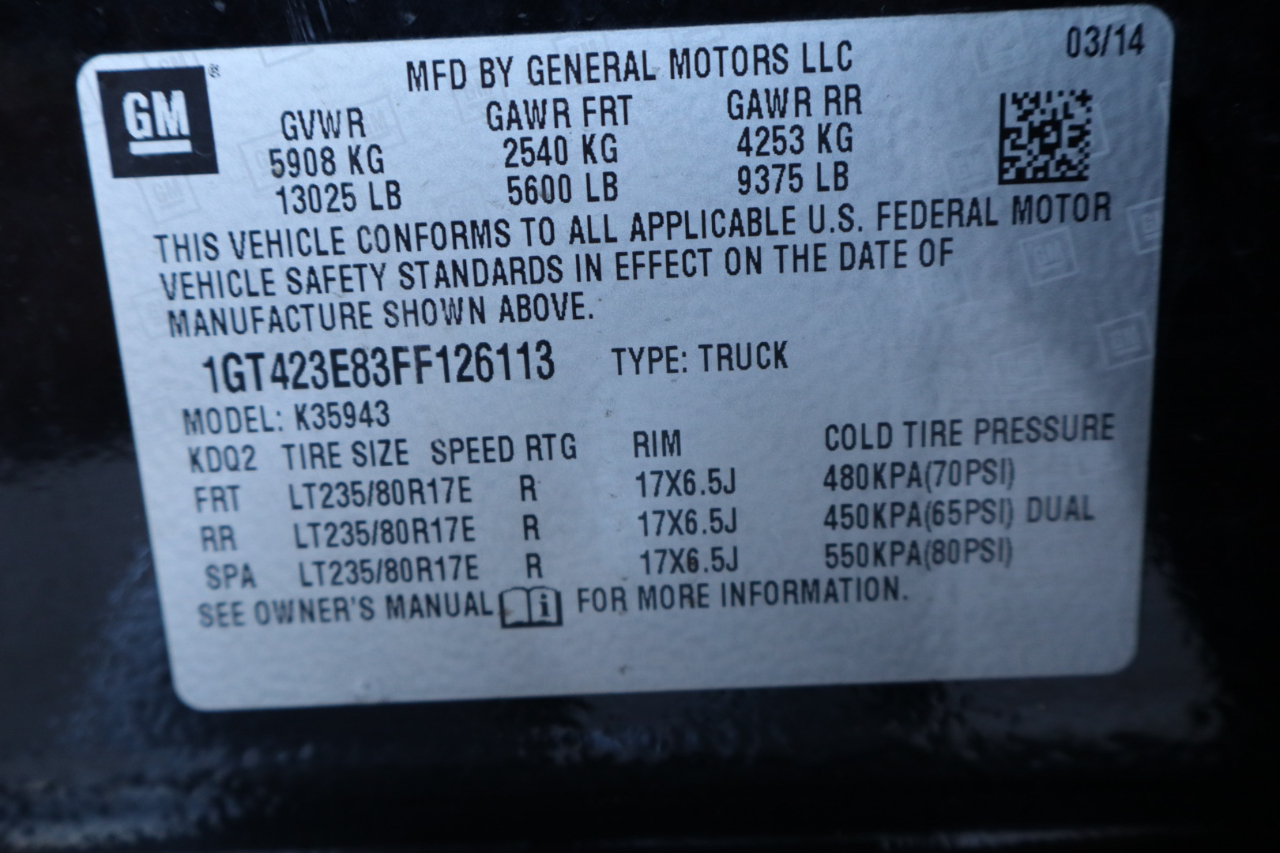 03/14
GM ® MFD BY GENERAL MOTORS LLC
GVWR GAWR FRT GAWR RR
5908 KG 2540 KG 4253 KG
13025 LB 5600 LB 9375 LB
THIS VEHICLE CONFORMS TO ALL APPLICABLE U.S. FEDERAL MOTOR
VEHICLE SAFETY STANDARDS IN EFFECT ON THE DATE OF
MANUFACTURE SHOWN ABOVE.
1GT423E83FF126113 TYPE: TRUCK
MODEL: K35943
KDQ2 TIRE SIZE SPEED RTG RIM COLD TIRE PRESSURE
FRT LT235/80R17E R 17X6.5J 480KPA(70PSI)
RR LT235/80R17E R 17X6.5J 450KPA(65PSI) DUAL
SPA LT235/80R17E R 17X6.5J 550KPA(80PSI)
SEE OWNER'S MANUAL i FOR MORE INFORMATION.